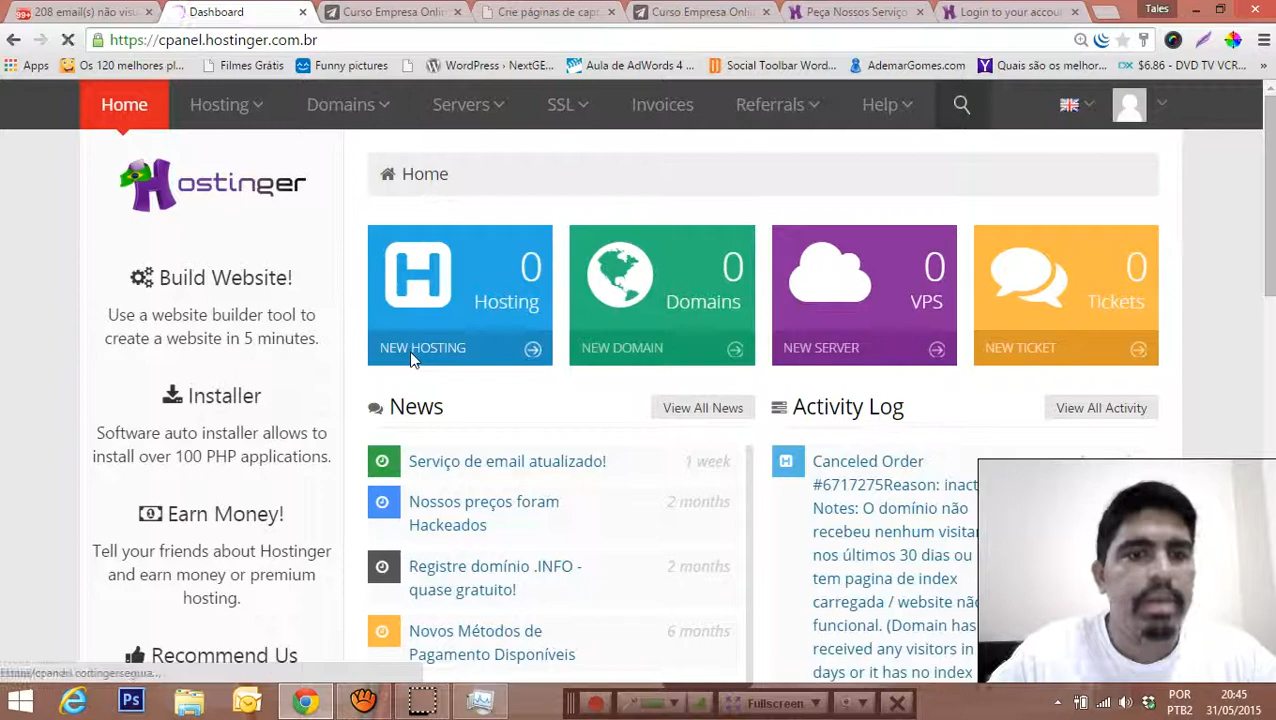 208 email(s) não
Dashboard
Curso Empresa Onlin
Crie páginas de capt
Curso Empresa Onlin
Peça Nossos Serviço
Login to your accou
Tales
https://cpanel.hostinger.com.br
Apps
Os 120 melhores pl...
Filmes Grátis
Funny pictures
WordPress › NextGE...
Aula de AdWords 4 ...
Social Toolbar Wordp...
AdemarGomes.com
Quais são os melhor...
$6.86 - DVD TV VCR...
Home
Hosting
Domains
Servers
SSL
Invoices
Referrals
Help
Hostinger
Build Website!
Use a website builder tool to
create a website in 5 minutes.
Installer
Software auto installer allows to
install over 100 PHP applications.
Earn Money!
Tell your friends about Hostinger
and earn money or premium
hosting.
Recommend Us
Home
0
Hosting
NEW HOSTING
0
Domains
NEW DOMAIN
0
VPS
NEW SERVER
0
Tickets
NEW TICKET
News
View All News
Serviço de email atualizado!
1 week
Nossos preços foram
Hackeados
2 months
Registre domínio .INFO -
quase gratuito!
2 months
Novos Métodos de
Pagamento Disponíveis
6 months
Activity Log
View All Activity
Canceled Order
#6717275Reason: inact
Notes: O domínio não
recebeu nenhum visitan
nos últimos 30 dias ou
tem pagina de index
carregada / website não
funcional. (Domain has
received any visitors in
days or it has no index
Fullscreen
POR
PTB2
20:45
31/05/2015